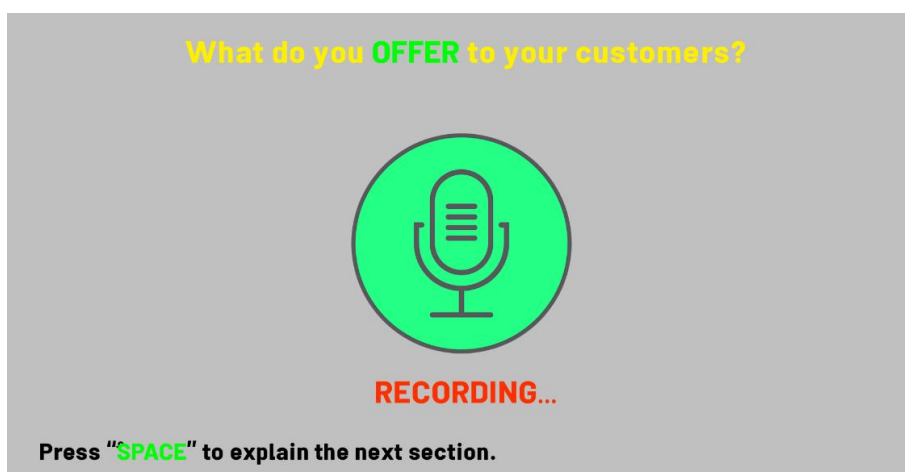 What do you OFFER to your customers?
RECORDING...
Press “SPACE” to explain the next section.